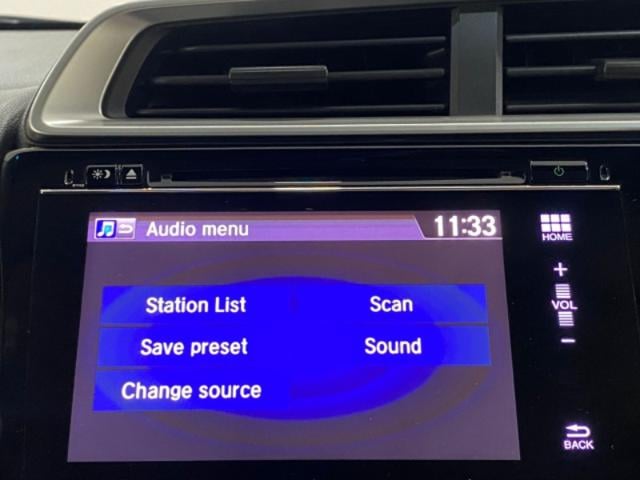 Audio menu 11:33
Station List Scan
Save preset Sound
Change source
HOME
+
VOL
-
BACK